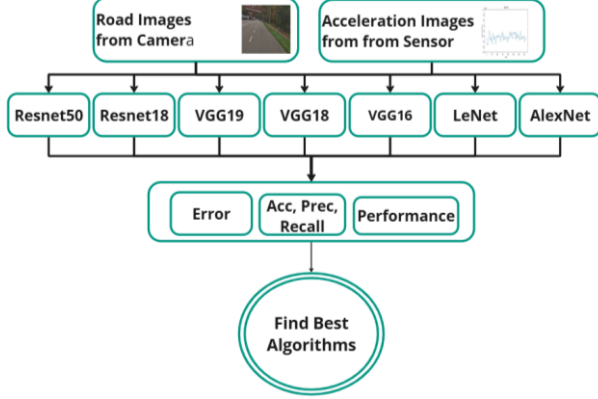 Road Images
from Camera
Acceleration Images
from from Sensor
Resnet50
Resnet18
VGG19
VGG18
VGG16
LeNet
AlexNet
Error
Acc, Prec,
Recall
Performance
Find Best
Algorithms